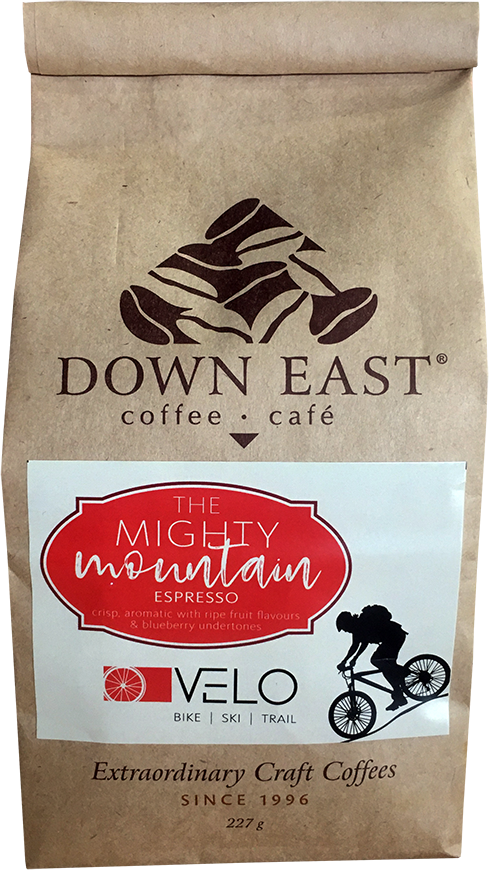 DOWN EAST®
coffee · café
THE
MIGHTY
mountain
ESPRESSO
crisp, aromatic with ripe fruit flavours
& blueberry undertones
VELO
BIKE | SKI | TRAIL
Extraordinary Craft Coffees
SINCE 1996
227 g